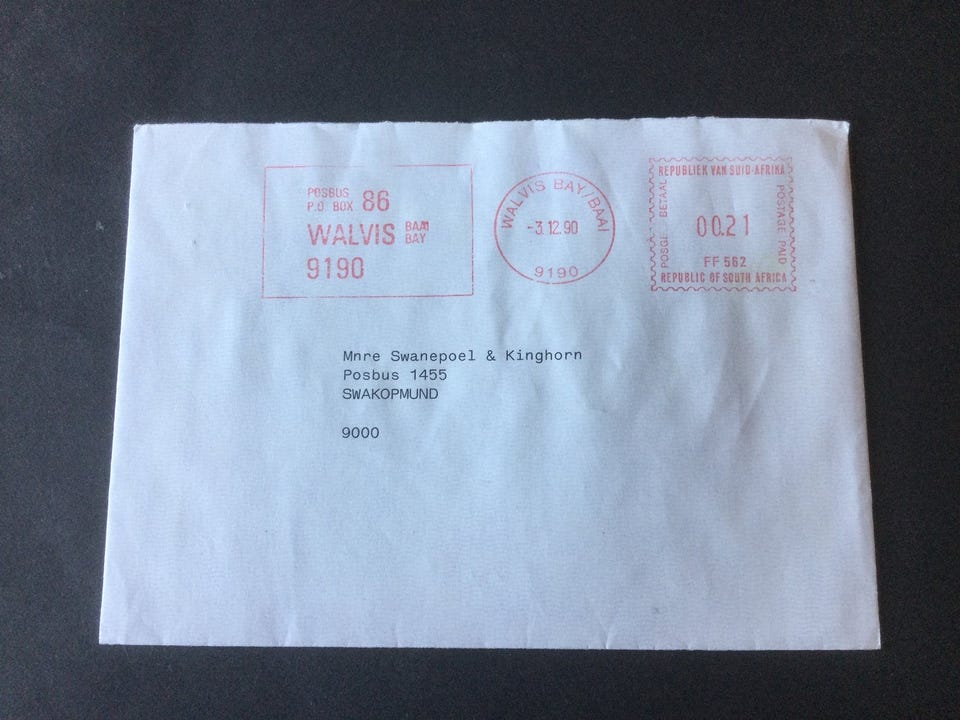 POSBUS
P.O. BOX 86
WALVIS BAAI
BAY
9190
WALVIS BAY/BAAI
-3.12.90
9190
REPUBLIEK VAN SUID-AFRIKA
POSGELD BETAAL
00.21
POSTAGE PAID
FF 562
REPUBLIC OF SOUTH AFRICA
Mnre Swanepoel & Kinghorn
Posbus 1455
SWAKOPMUND
9000